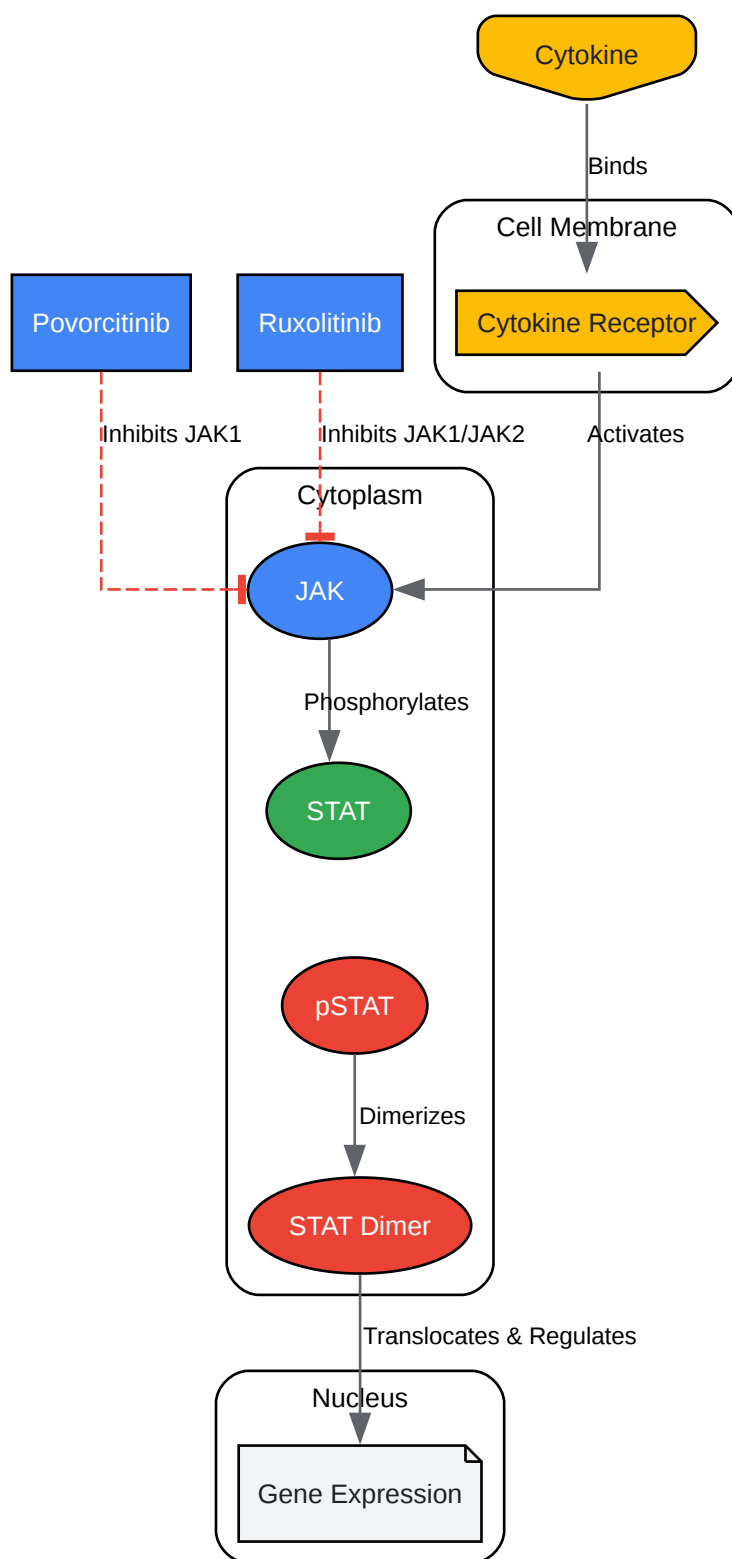 Cytokine
Binds
Cell Membrane
Povorcitinib
Ruxolitinib
Cytokine Receptor
Inhibits JAK1
Inhibits JAK1/JAK2
Activates
Cytoplasm
JAK
Phosphorylates
STAT
pSTAT
Dimerizes
STAT Dimer
Translocates & Regulates
Nucleus
Gene Expression